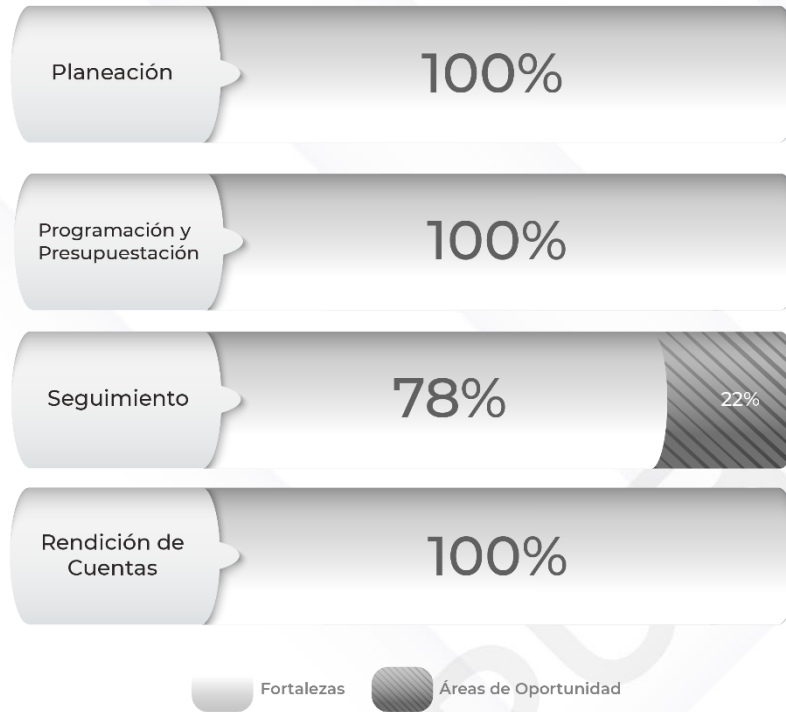 Planeación
100%
Programación y
Presupuestación
100%
Seguimiento
78%
22%
Rendición de
Cuentas
100%
Fortalezas
Áreas de Oportunidad